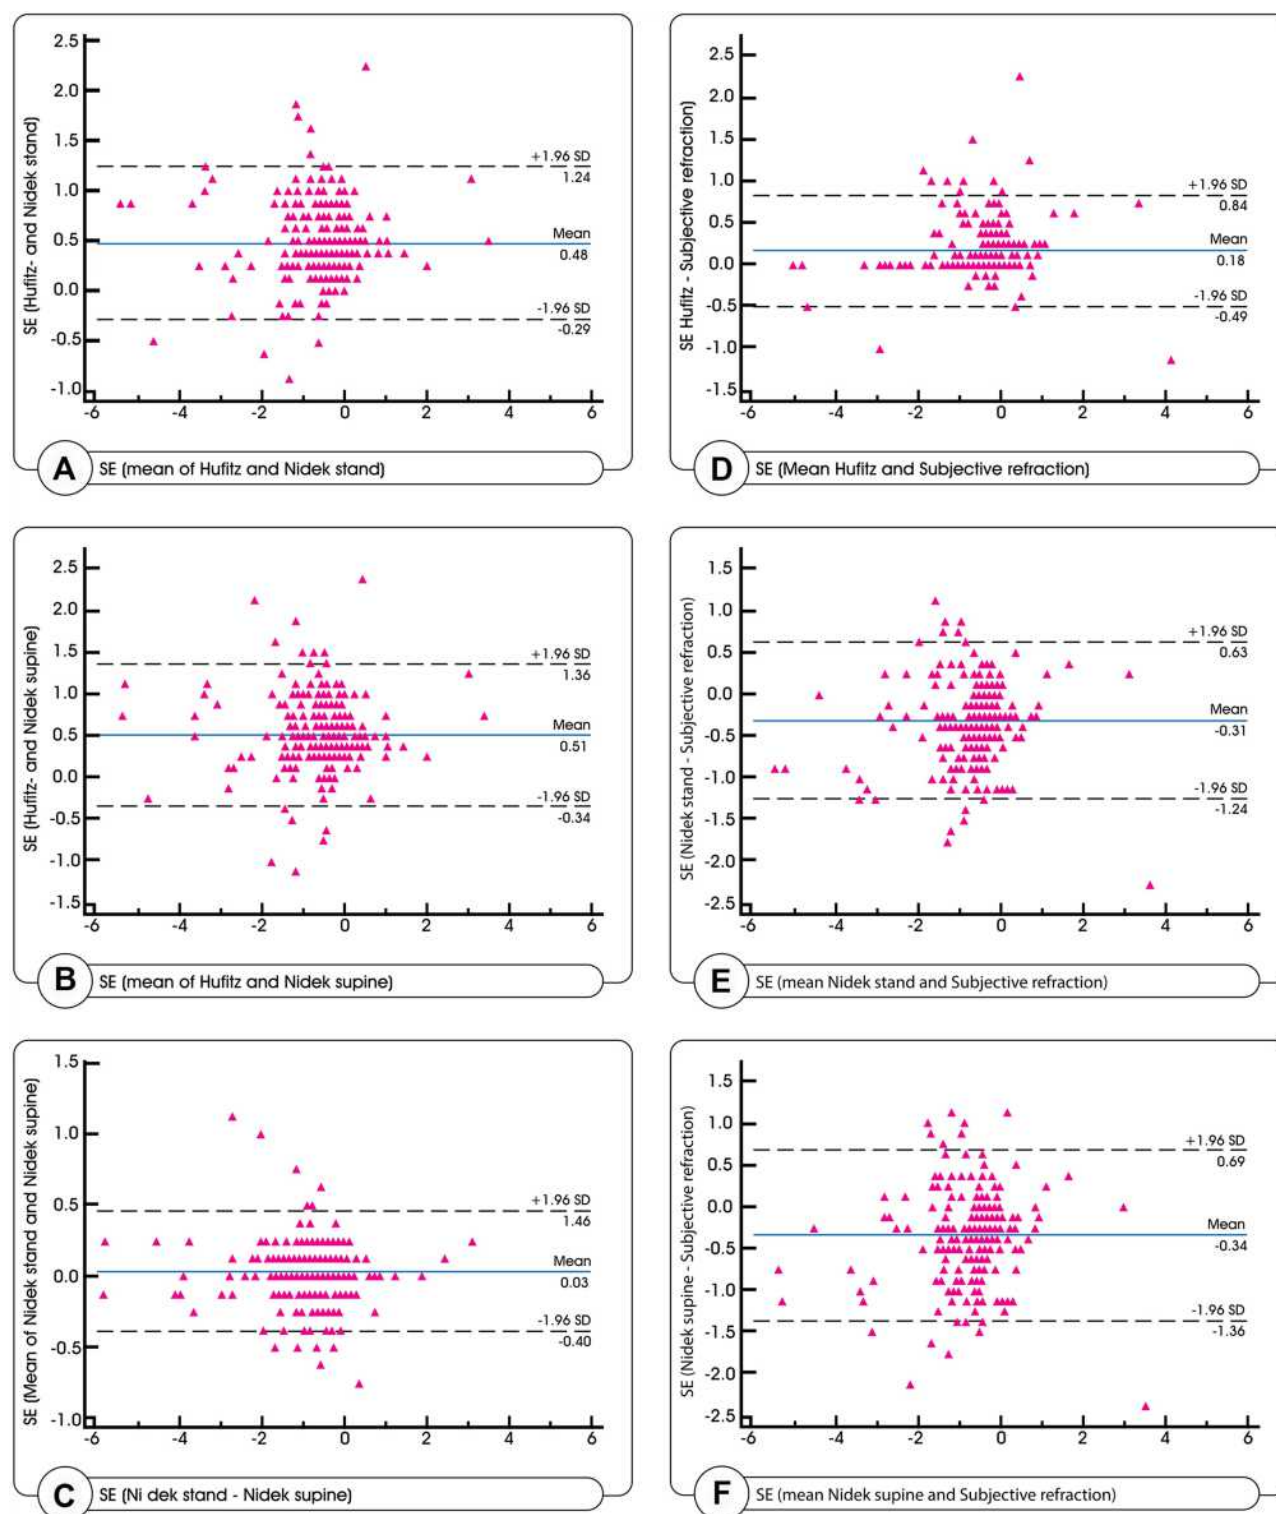 SE (Hufitz- and Nidek stand)
2.5
2.0
1.5
1.0
0.5
0.0
-0.5
-1.0
+1.96 SD
1.24
Mean
0.48
-1.96 SD
-0.29
-6 -4 -2 0 2 4 6
A SE (mean of Hufitz and Nidek stand)
SE Hufitz - Subjective refraction)
2.5
2.0
1.5
1.0
0.5
0.0
-0.5
-1.0
-1.5
+1.96 SD
0.84
Mean
0.18
-1.96 SD
-0.49
-6 -4 -2 0 2 4 6
D SE (Mean Hufitz and Subjective refraction)
SE (Hufitz- and Nidek supine)
2.5
2.0
1.5
1.0
0.5
0.0
-0.5
-1.0
-1.5
+1.96 SD
1.36
Mean
0.51
-1.96 SD
-0.34
-6 -4 -2 0 2 4 6
B SE (mean of Hufitz and Nidek supine)
SE (Nidek stand - Subjective refraction)
1.5
1.0
0.5
0.0
-0.5
-1.0
-1.5
-2.0
-2.5
+1.96 SD
0.63
Mean
-0.31
-1.96 SD
-1.24
-6 -4 -2 0 2 4 6
E SE (mean Nidek stand and Subjective refraction)
SE (Mean of Nidek stand and Nidek supine)
1.5
1.0
0.5
0.0
-0.5
-1.0
+1.96 SD
1.46
Mean
0.03
-1.96 SD
-0.40
-6 -4 -2 0 2 4 6
C SE (Ni dek stand - Nidek supine)
SE (Nidek supine - Subjective refraction)
1.5
1.0
0.5
0.0
-0.5
-1.0
-1.5
-2.0
-2.5
+1.96 SD
0.69
Mean
-0.34
-1.96 SD
-1.36
-6 -4 -2 0 2 4 6
F SE (mean Nidek supine and Subjective refraction)